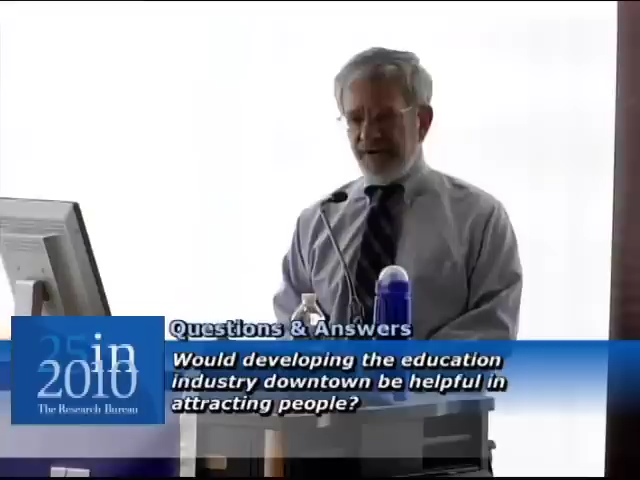 Questions & Answers
Would developing the education
industry downtown be helpful in
attracting people?
25 in
2010
The Research Bureau